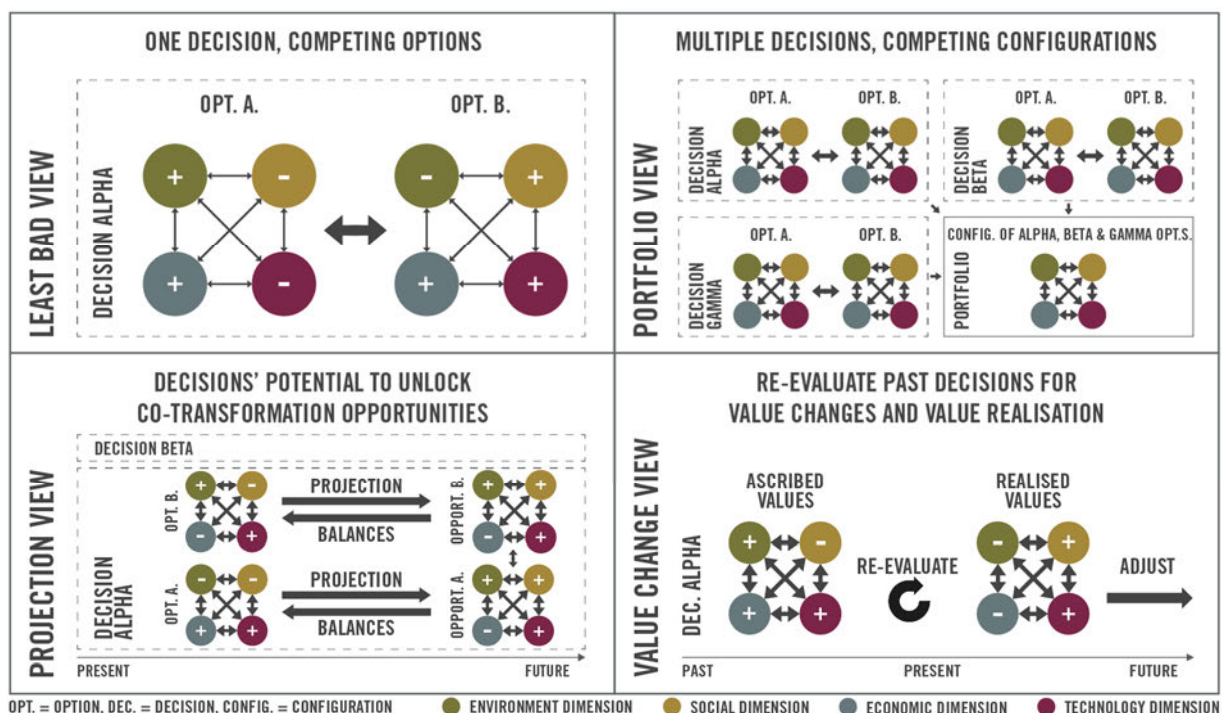 ONE DECISION, COMPETING OPTIONS
LEAST BAD VIEW
DECISION ALPHA
OPT. A.
OPT. B.
+
-
-
+
+
-
+
+
MULTIPLE DECISIONS, COMPETING CONFIGURATIONS
PORTFOLIO VIEW
OPT. A.
OPT. B.
DECISION
ALPHA
OPT. A.
OPT. B.
DECISION
BETA
OPT. A.
OPT. B.
DECISION
GAMMA
CONFIG. OF ALPHA, BETA & GAMMA OPT.S.
PORTFOLIO
DECISIONS' POTENTIAL TO UNLOCK
CO-TRANSFORMATION OPPORTUNITIES
PROJECTION VIEW
DECISION BETA
DECISION
ALPHA
OPT. B.
+
-
-
+
PROJECTION
BALANCES
OPPORT. B.
+
+
-
+
OPT. A.
-
-
+
+
PROJECTION
BALANCES
OPPORT. A.
+
+
-
+
PRESENT
FUTURE
RE-EVALUATE PAST DECISIONS FOR
VALUE CHANGES AND VALUE REALISATION
VALUE CHANGE VIEW
DEC. ALPHA
ASCRIBED
VALUES
+
-
+
+
RE-EVALUATE
REALISED
VALUES
-
+
-
+
ADJUST
PAST
PRESENT
FUTURE
OPT. = OPTION, DEC. = DECISION, CONFIG. = CONFIGURATION
ENVIRONMENT DIMENSION
SOCIAL DIMENSION
ECONOMIC DIMENSION
TECHNOLOGY DIMENSION